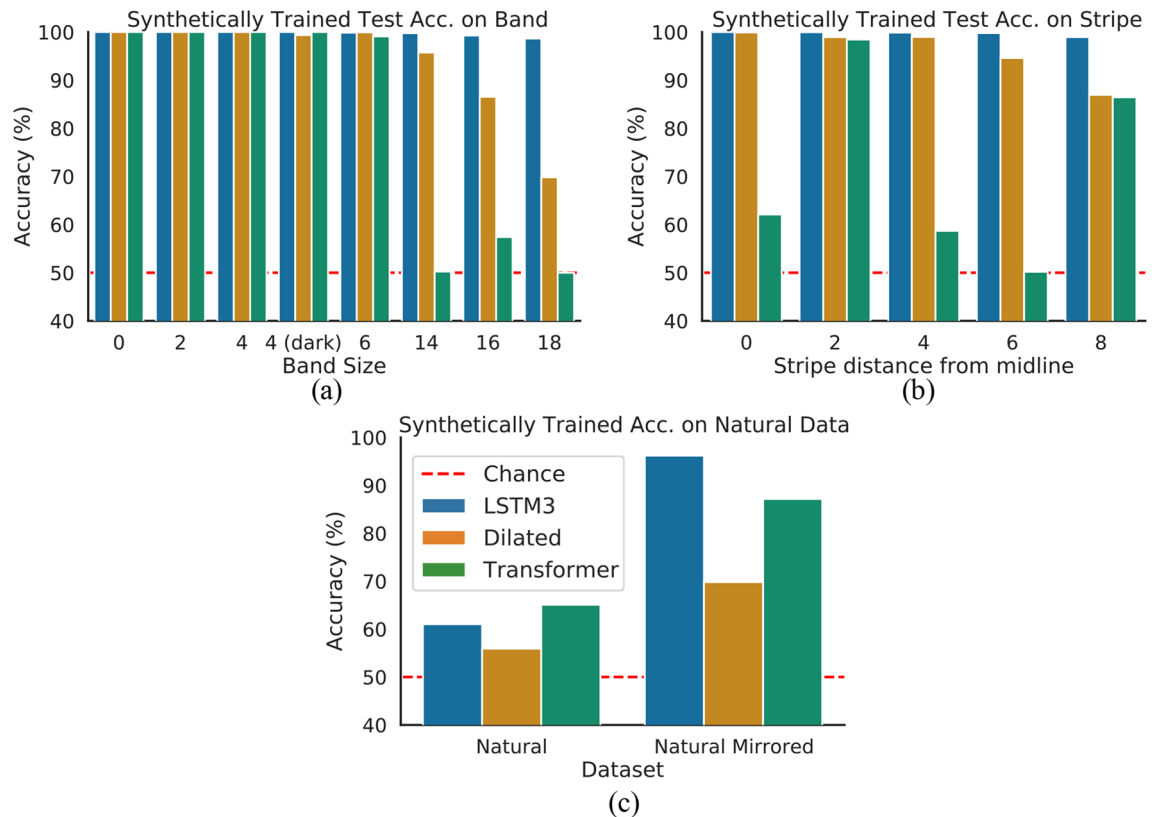 Synthetically Trained Test Acc. on Band
100
90
80
70
60
50
40
Accuracy (%)
0 2 4 4 (dark) 6 14 16 18
Band Size
(a)
Synthetically Trained Test Acc. on Stripe
100
90
80
70
60
50
40
Accuracy (%)
0 2 4 6 8
Stripe distance from midline
(b)
Synthetically Trained Acc. on Natural Data
100
90
80
70
60
50
40
Accuracy (%)
Chance
LSTM3
Dilated
Transformer
Natural Natural Mirrored
Dataset
(c)